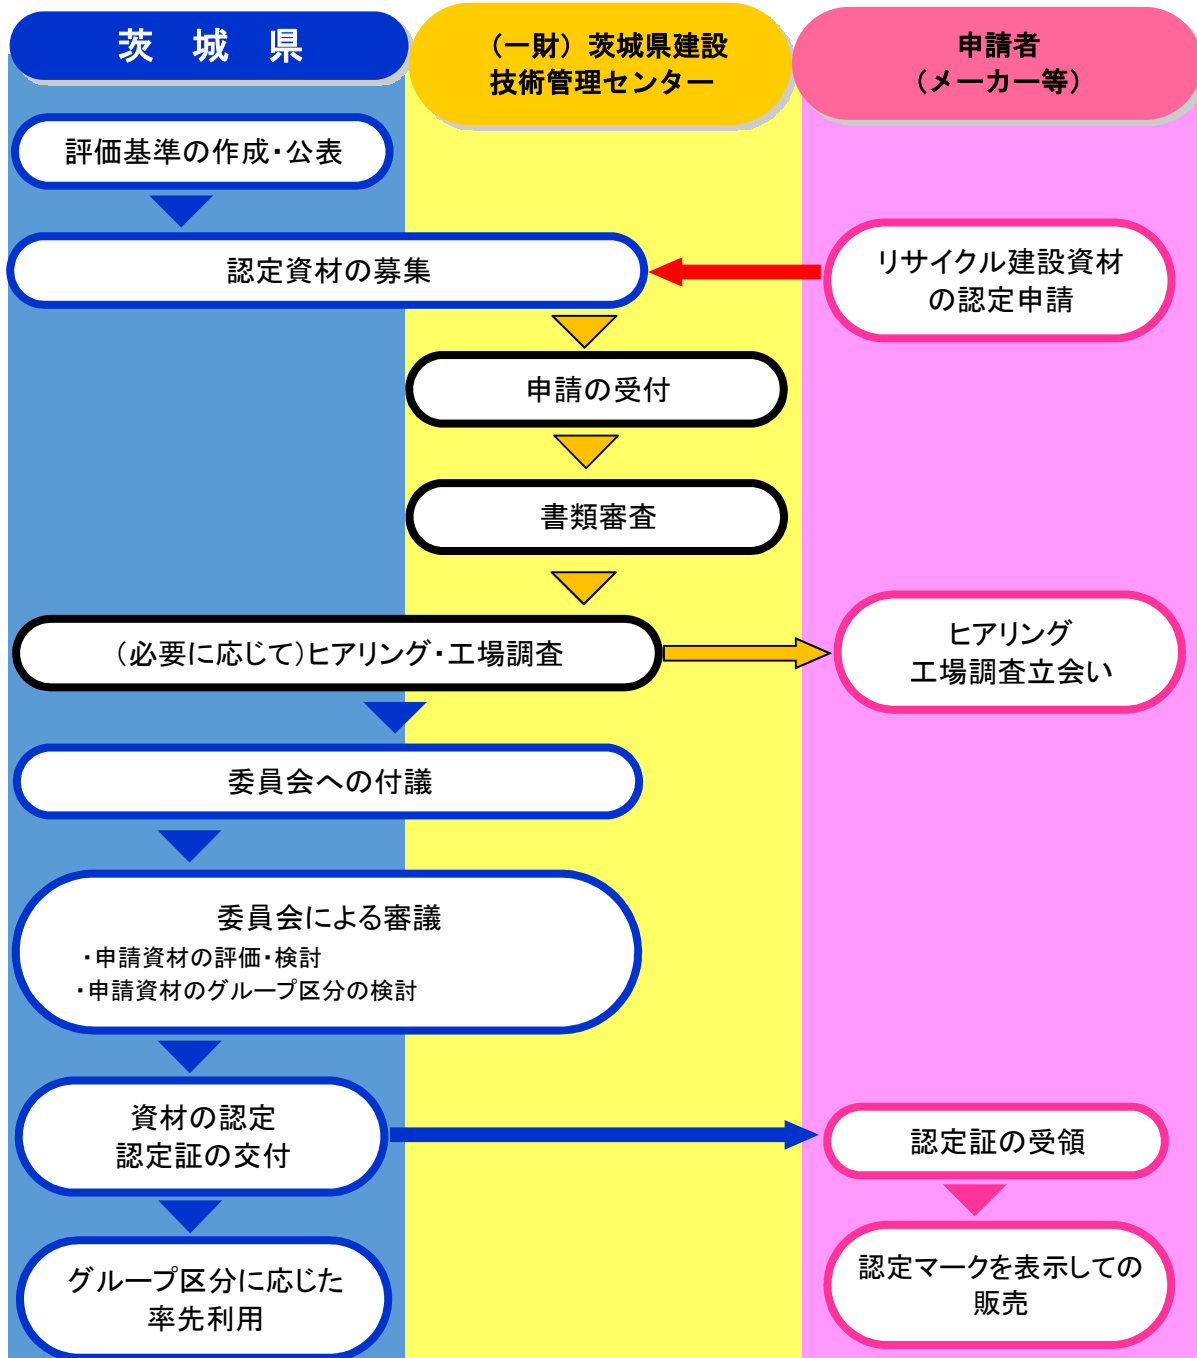 茨　城　県
（一財）茨城県建設
技術管理センター
申請者
（メーカー等）
評価基準の作成・公表
認定資材の募集
リサイクル建設資材
の認定申請
申請の受付
書類審査
（必要に応じて）ヒアリング・工場調査
ヒアリング
工場調査立会い
委員会への付議
委員会による審議
・申請資材の評価・検討
・申請資材のグループ区分の検討
資材の認定
認定証の交付
認定証の受領
グループ区分に応じた
率先利用
認定マークを表示しての
販売